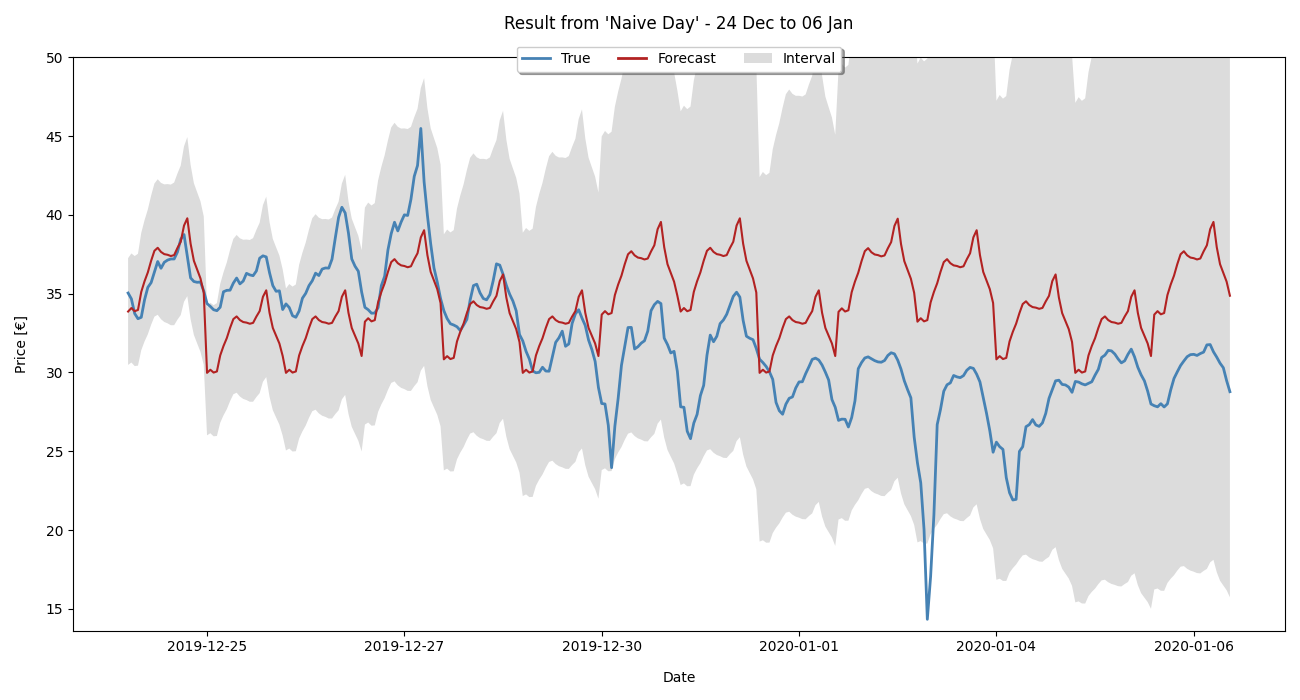 Result from 'Naive Day' - 24 Dec to 06 Jan
True Forecast Interval
50
45
40
35
30
25
20
15
Price [€]
2019-12-25 2019-12-27 2019-12-30 2020-01-01 2020-01-04 2020-01-06
Date